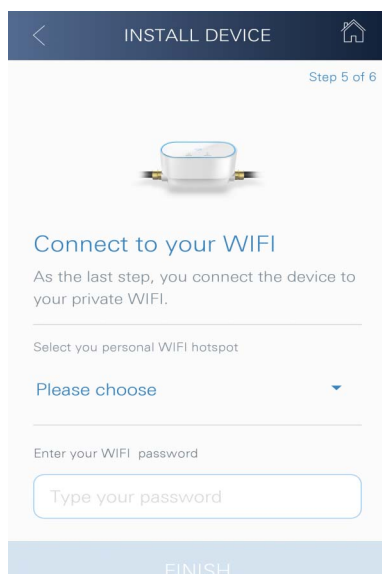 INSTALL DEVICE
Step 5 of 6
Connect to your WIFI
As the last step, you connect the device to
your private WIFI.
Select you personal WIFI hotspot
Please choose
Enter your WIFI password
Type your password
FINISH